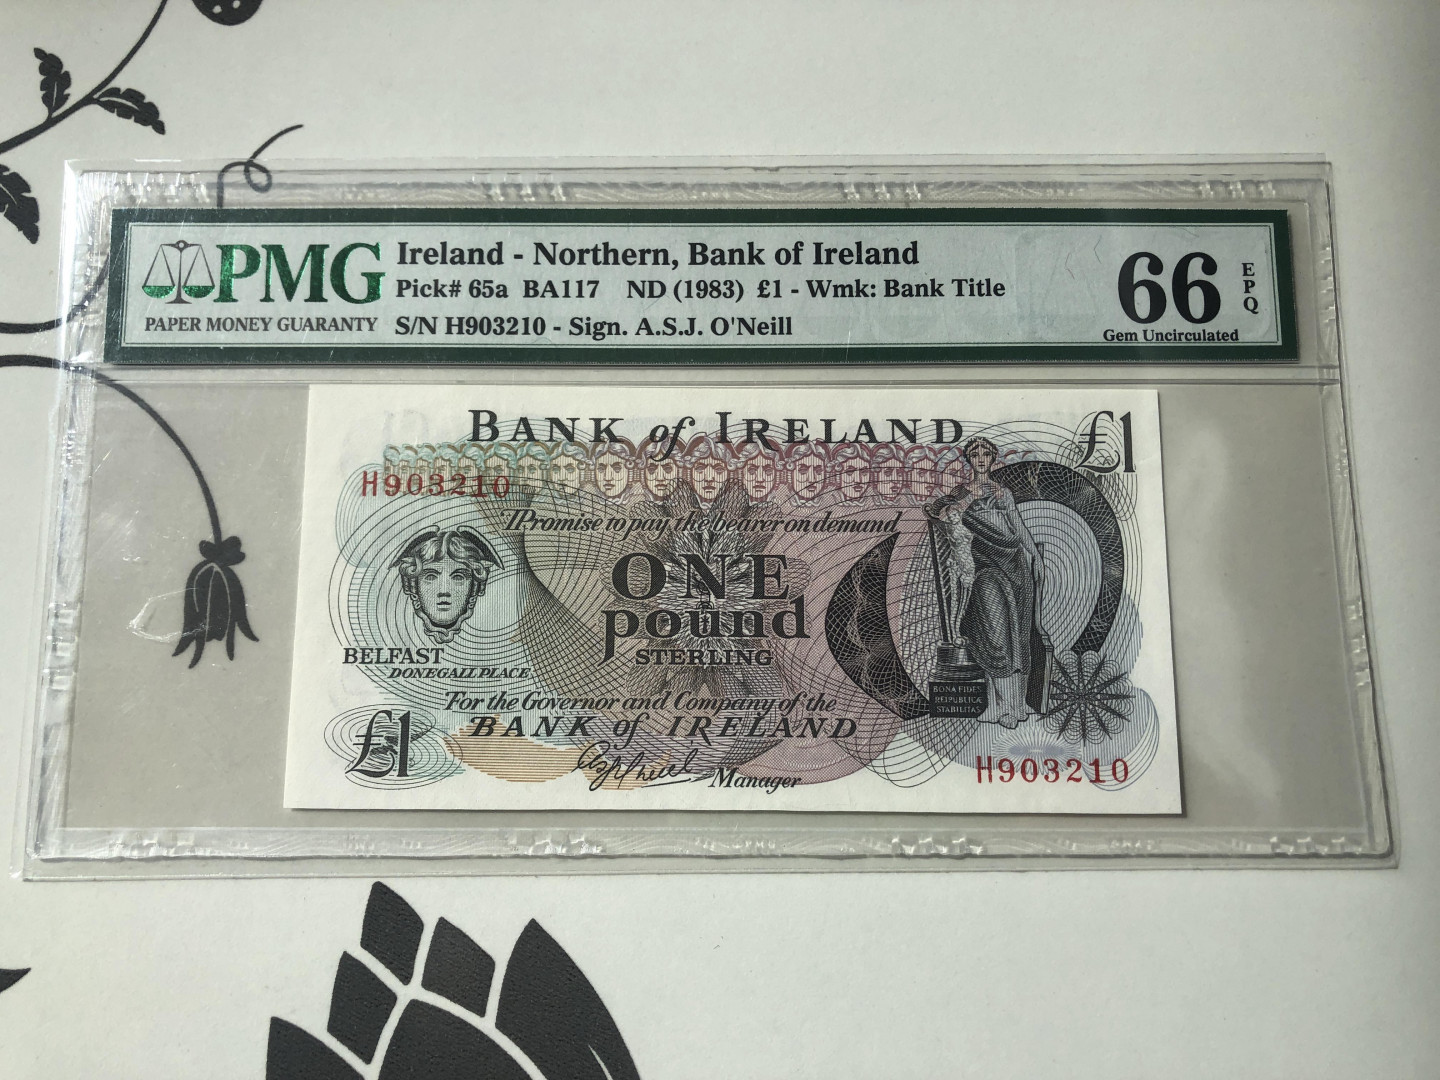 PMG
PAPER MONEY GUARANTY
Ireland - Northern, Bank of Ireland
Pick# 65a BA117 ND (1983) £1 - Wmk: Bank Title
S/N H903210 - Sign. A.S.J. O'Neill
66 EPQ
Gem Uncirculated
BANK of IRELAND
£1
H903210
I Promise to pay the bearer on demand
ONE
pound
STERLING
BELFAST
DONEGALL PLACE
For the Governor and Company of the
BANK of IRELAND
£1
Manager
BONA FIDES
REIPUBLICA
STABILITAS
H903210